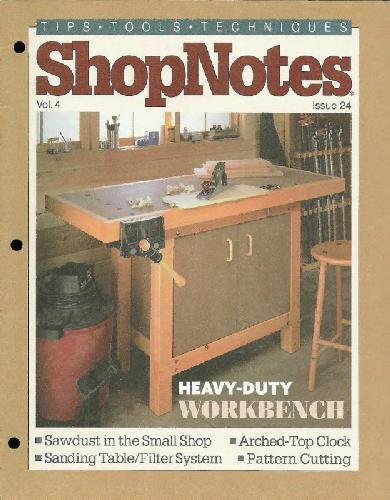 TIPS • TOOLS • TECHNIQUES
ShopNotes®
Vol. 4 Issue 24
HEAVY-DUTY
WORKBENCH
■ Sawdust in the Small Shop ■ Arched-Top Clock
■ Sanding Table/Filter System ■ Pattern Cutting